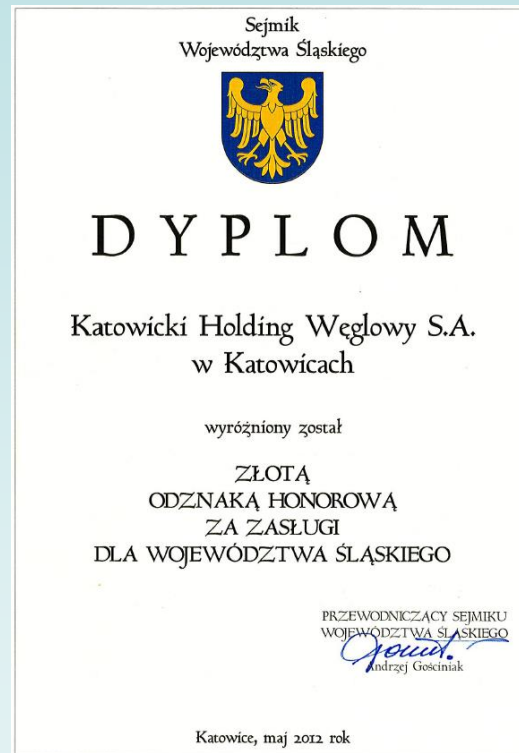 Sejmik
Województwa Śląskiego
DYPLOM
Katowicki Holding Węglowy S.A.
w Katowicach
wyróżniony został
ZŁOTĄ
ODZNAKĄ HONOROWĄ
ZA ZASŁUGI
DLA WOJEWÓDZTWA ŚLĄSKIEGO
PRZEWODNICZĄCY SEJMIKU
WOJEWÓDZTWA ŚLĄSKIEGO
Andrzej Gościniak
Katowice, maj 2012 rok